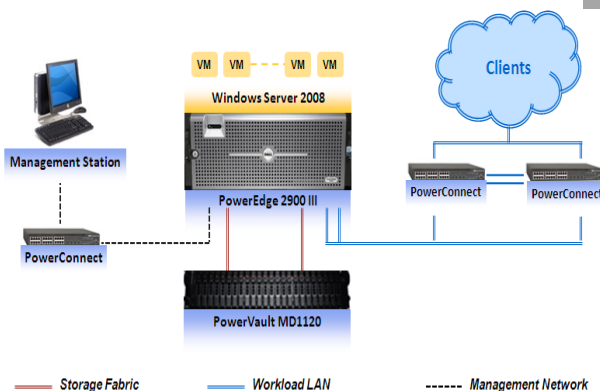 VM VM VM VM
Windows Server 2008
Clients
Management Station
PowerEdge 2900 III
PowerConnect
PowerConnect
PowerConnect
PowerVault MD1120
Storage Fabric
Workload LAN
Management Network